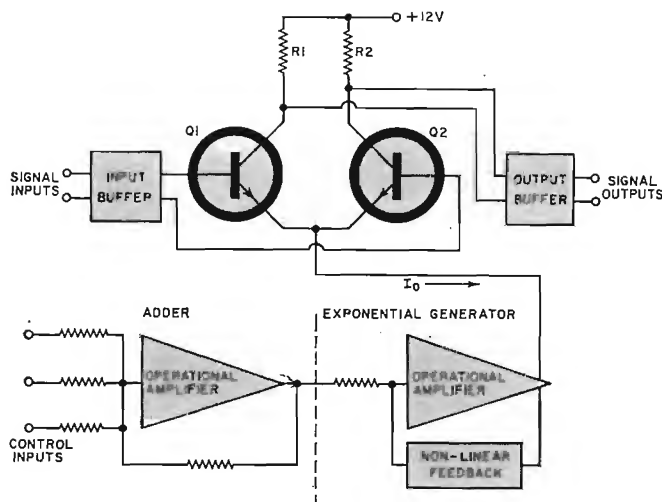 +12V
R1
R2
Q1
Q2
SIGNAL
INPUTS
INPUT
BUFFER
OUTPUT
BUFFER
SIGNAL
OUTPUTS
I₀
ADDER
EXPONENTIAL GENERATOR
OPERATIONAL
AMPLIFIER
OPERATIONAL
AMPLIFIER
CONTROL
INPUTS
NON-LINEAR
FEEDBACK